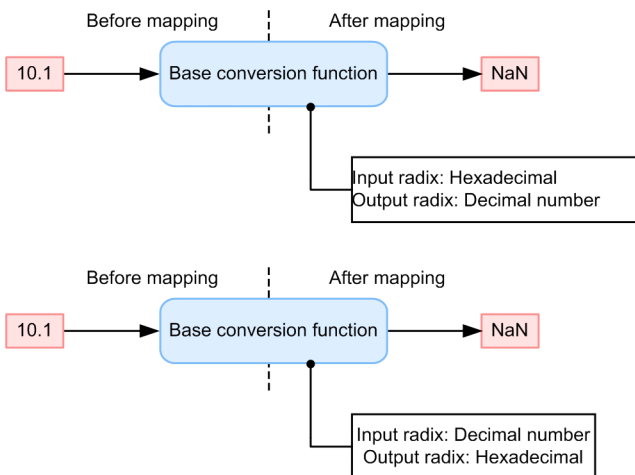 Before mapping
After mapping
10.1
Base conversion function
NaN
Input radix: Hexadecimal
Output radix: Decimal number
Before mapping
After mapping
10.1
Base conversion function
NaN
Input radix: Decimal number
Output radix: Hexadecimal